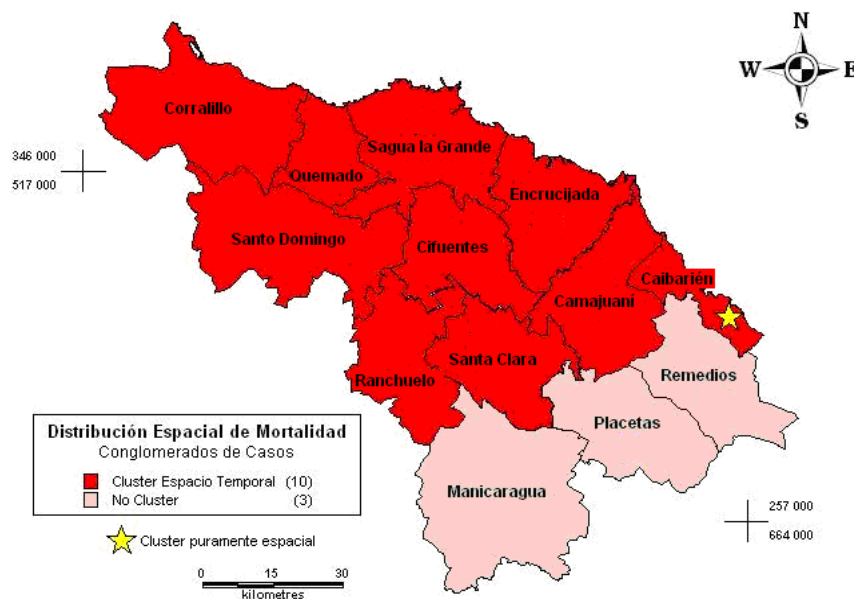 N
W E
S
Corralillo
346 000
517 000
Sagua la Grande
Quemado
Encrucijada
Santo Domingo
Cifuentes
Caibarién
Camajuaní
Santa Clara
Ranchuelo
Remedios
Placetas
Manicaragua
Distribución Espacial de Mortalidad
Conglomerados de Casos
Cluster Espacio Temporal (10)
No Cluster (3)
Cluster puramente espacial
257 000
664 000
0 15 30
kilometres